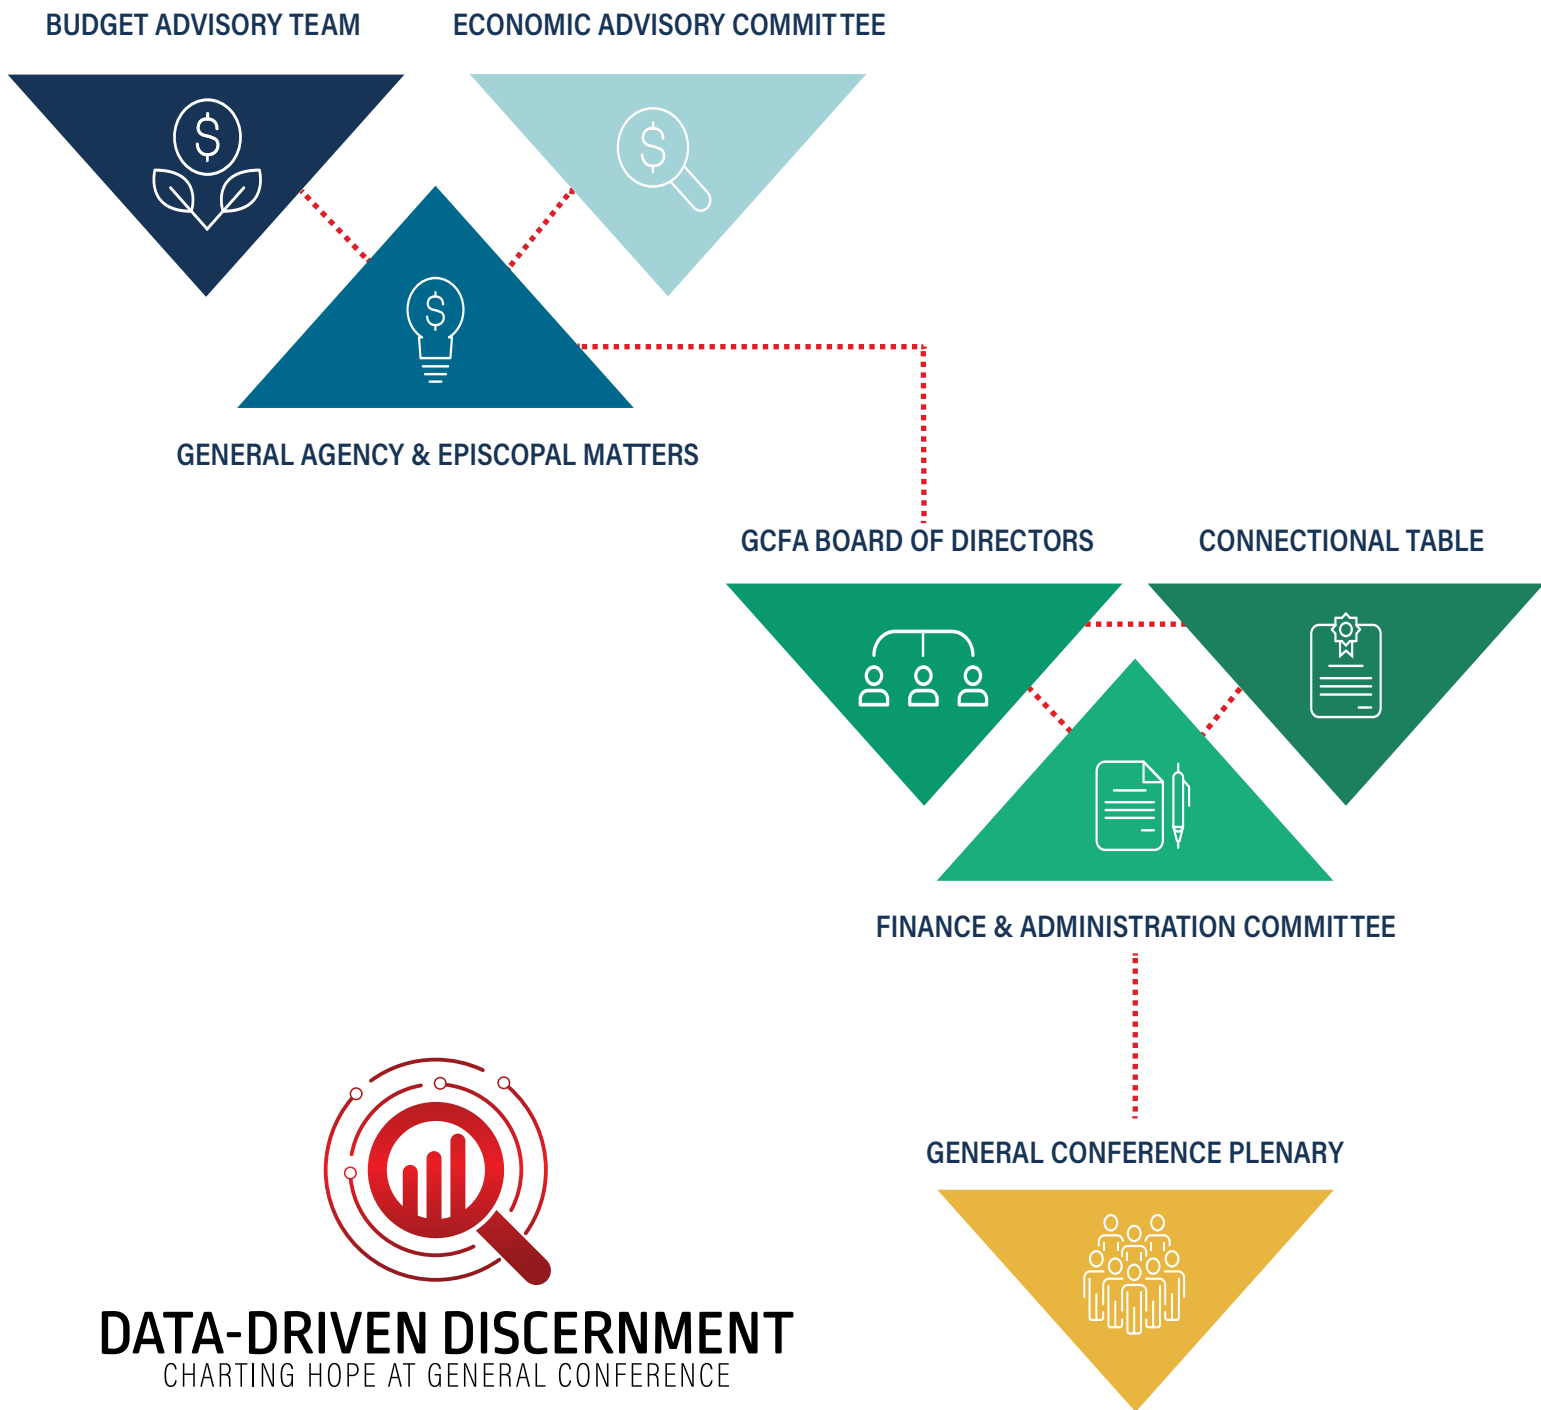 BUDGET ADVISORY TEAM
ECONOMIC ADVISORY COMMITTEE
$
$
$
GENERAL AGENCY & EPISCOPAL MATTERS
GCFA BOARD OF DIRECTORS
CONNECTIONAL TABLE
FINANCE & ADMINISTRATION COMMITTEE
GENERAL CONFERENCE PLENARY
DATA-DRIVEN DISCERNMENT
CHARTING HOPE AT GENERAL CONFERENCE